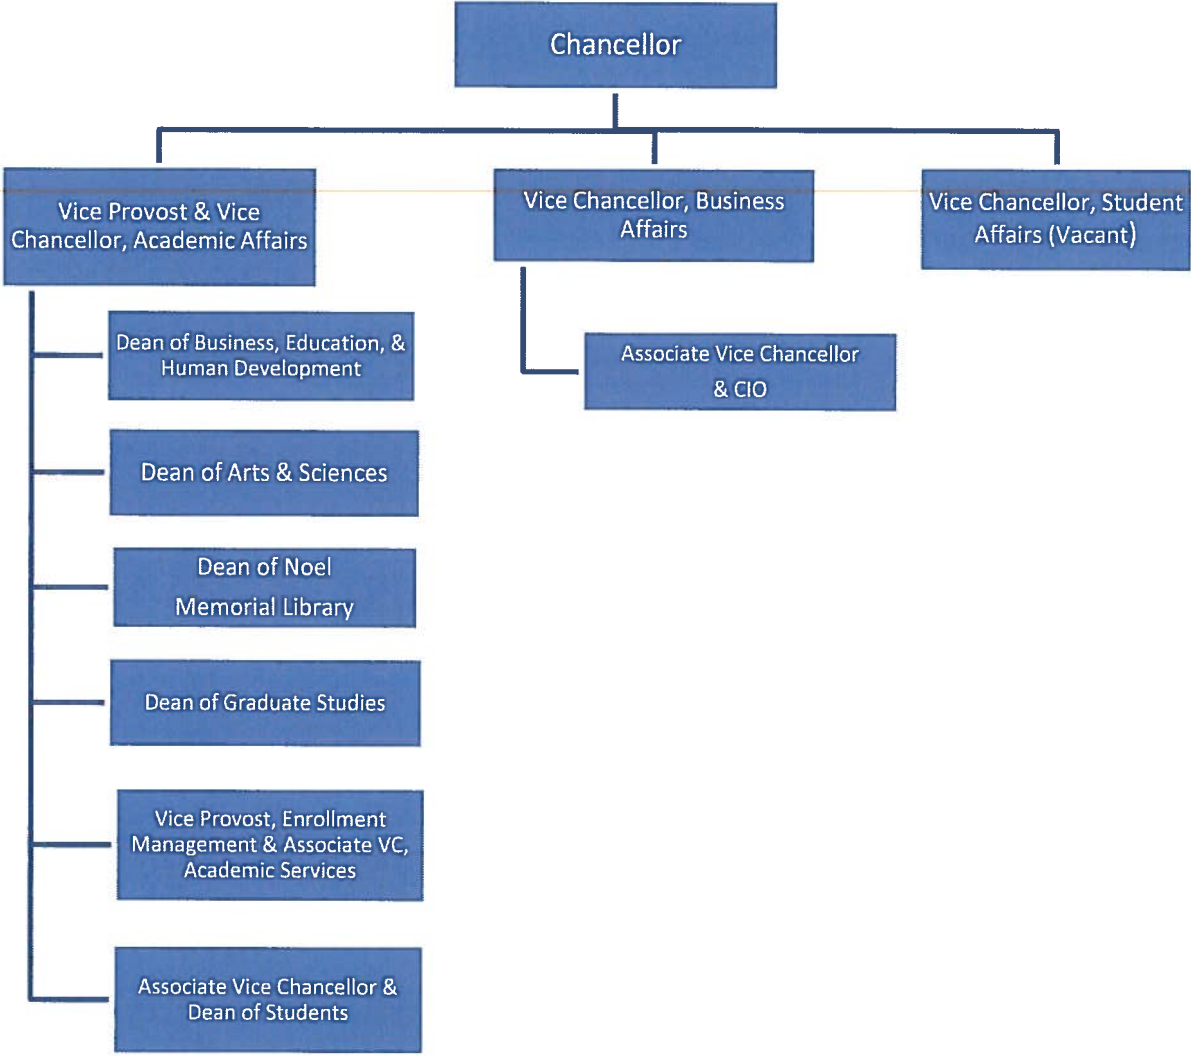 Chancellor
Vice Provost & Vice
Chancellor, Academic Affairs
Vice Chancellor, Business
Affairs
Vice Chancellor, Student
Affairs (Vacant)
Dean of Business, Education, &
Human Development
Dean of Arts & Sciences
Dean of Noel
Memorial Library
Dean of Graduate Studies
Vice Provost, Enrollment
Management & Associate VC,
Academic Services
Associate Vice Chancellor &
Dean of Students
Associate Vice Chancellor
& CIO